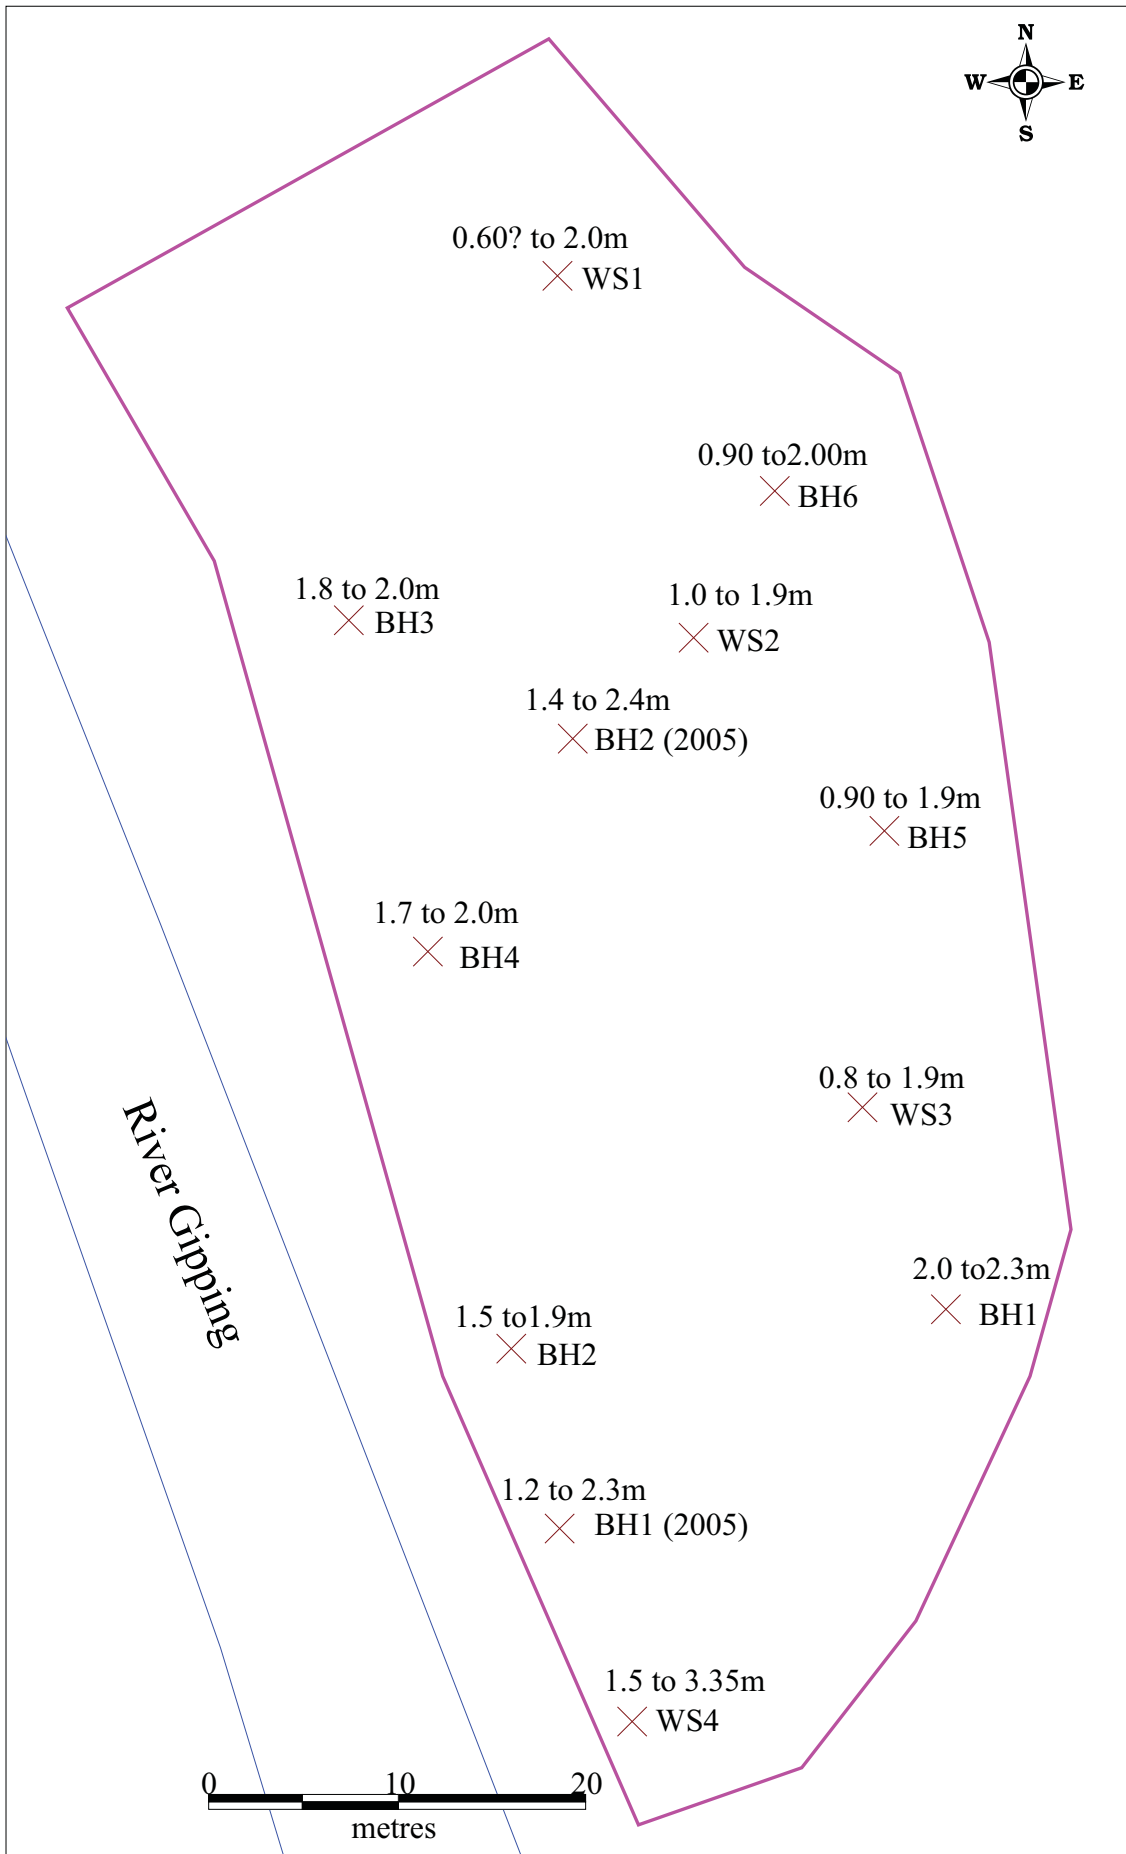 N
W E
S
0.60? to 2.0m
WS1
0.90 to2.00m
BH6
1.8 to 2.0m
BH3
1.0 to 1.9m
WS2
1.4 to 2.4m
BH2 (2005)
0.90 to 1.9m
BH5
1.7 to 2.0m
BH4
0.8 to 1.9m
WS3
River Gipping
2.0 to2.3m
BH1
1.5 to1.9m
BH2
1.2 to 2.3m
BH1 (2005)
1.5 to 3.35m
WS4
0 10 20
metres